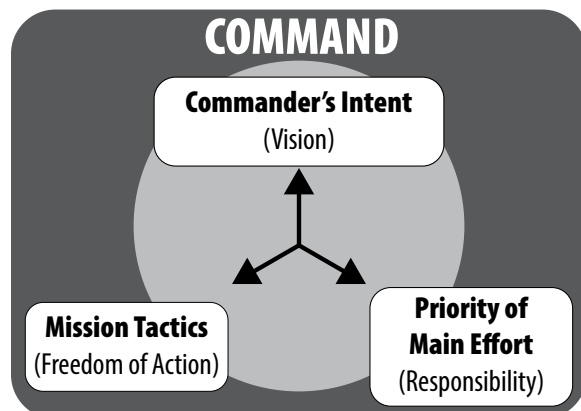 COMMAND
Commander’s Intent
(Vision)
Mission Tactics
(Freedom of Action)
Priority of
Main Effort
(Responsibility)